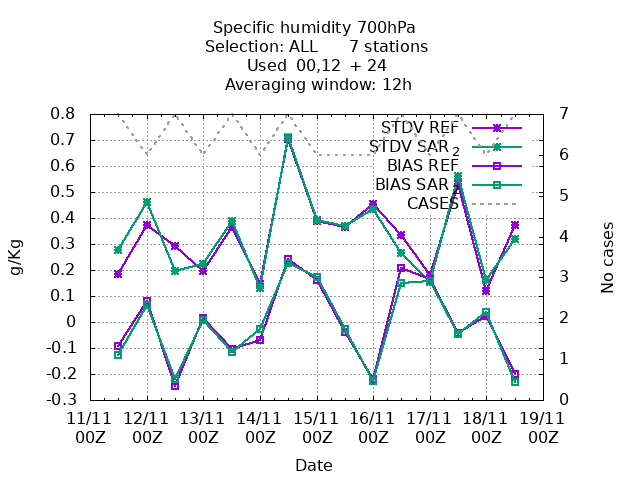 Specific humidity 700hPa
Selection: ALL 7 stations
Used 00,12 + 24
Averaging window: 12h
0.8
0.7
0.6
0.5
0.4
0.3
0.2
0.1
0
-0.1
-0.2
-0.3
g/Kg
STDV REF
STDV SAR 2
BIAS REF
BIAS SAR
CASES
7
6
5
4
3
2
1
0
No cases
11/11 12/11 13/11 14/11 15/11 16/11 17/11 18/11 19/11
00Z 00Z 00Z 00Z 00Z 00Z 00Z 00Z 00Z
Date